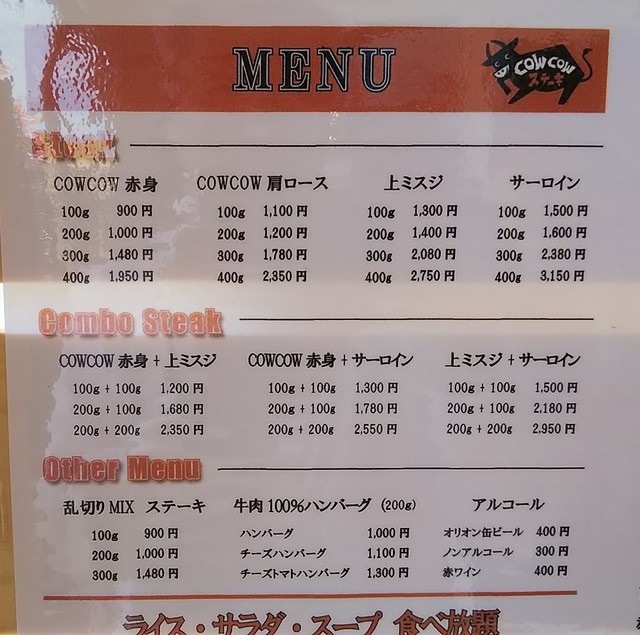 MENU
COWCOW
ステーキ
COWCOW 赤身
100g 900 円
200g 1,000 円
300g 1,480 円
400g 1,950 円
COWCOW 肩ロース
100g 1,100 円
200g 1,200 円
300g 1,780 円
400g 2,350 円
上ミスジ
100g 1,300 円
200g 1,400 円
300g 2,080 円
400g 2,750 円
サーロイン
100g 1,500 円
200g 1,600 円
300g 2,380 円
400g 3,150 円
Combo Steak
COWCOW 赤身 + 上ミスジ
100g + 100g 1,200 円
200g + 100g 1,680 円
200g + 200g 2,350 円
COWCOW 赤身 + サーロイン
100g + 100g 1,300 円
200g + 100g 1,780 円
200g + 200g 2,550 円
上ミスジ + サーロイン
100g + 100g 1,500 円
200g + 100g 2,180 円
200g + 200g 2,950 円
Other Menu
乱切り MIX ステーキ
100g 900 円
200g 1,000 円
300g 1,480 円
牛肉 100%ハンバーグ (200g)
ハンバーグ 1,000 円
チーズハンバーグ 1,100 円
チーズトマトハンバーグ 1,300 円
アルコール
オリオン缶ビール 400 円
ノンアルコール 300 円
赤ワイン 400 円
ライス・サラダ・スープ 食べ放題